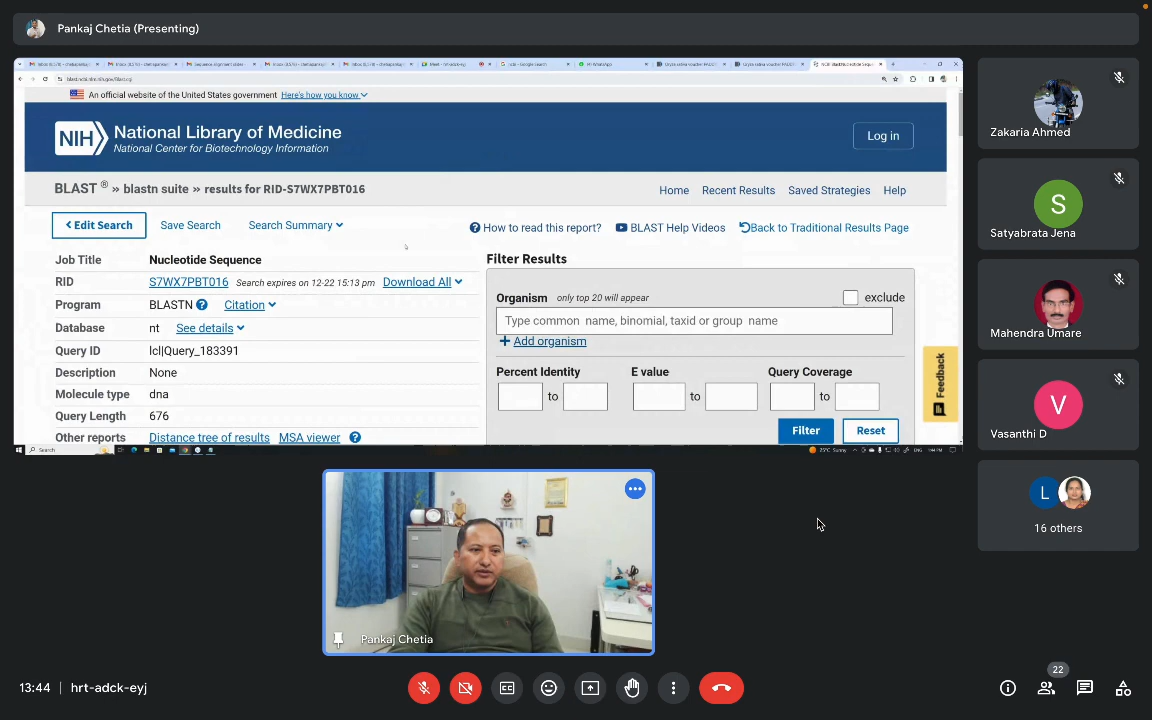 Pankaj Chetia (Presenting)
An official website of the United States government Here's how you know
NIH National Library of Medicine
National Center for Biotechnology Information
Log in
BLAST ® » blastn suite » results for RID-S7WX7PBT016
Home Recent Results Saved Strategies Help
Edit Search Save Search Search Summary
How to read this report? BLAST Help Videos Back to Traditional Results Page
Job Title Nucleotide Sequence
RID S7WX7PBT016 Search expires on 12-22 15:13 pm Download All
Program BLASTN Citation
Database nt See details
Query ID lcl|Query_183391
Description None
Molecule type dna
Query Length 676
Other reports Distance tree of results MSA viewer
Filter Results
Organism only top 20 will appear exclude
Type common name, binomial, taxid or group name
+ Add organism
Percent Identity E value Query Coverage
to to to
Filter Reset
Feedback
Search
Zakaria Ahmed
S
Satyabrata Jena
Mahendra Umare
V
Vasanthi D
L
16 others
Pankaj Chetia
13:44 | hrt-adck-eyj
22